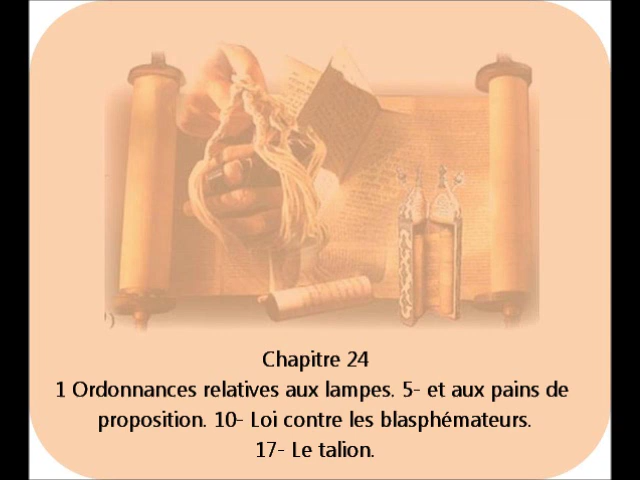 Chapitre 24
1 Ordonnances relatives aux lampes. 5- et aux pains de
proposition. 10- Loi contre les blasphémateurs.
17- Le talion.